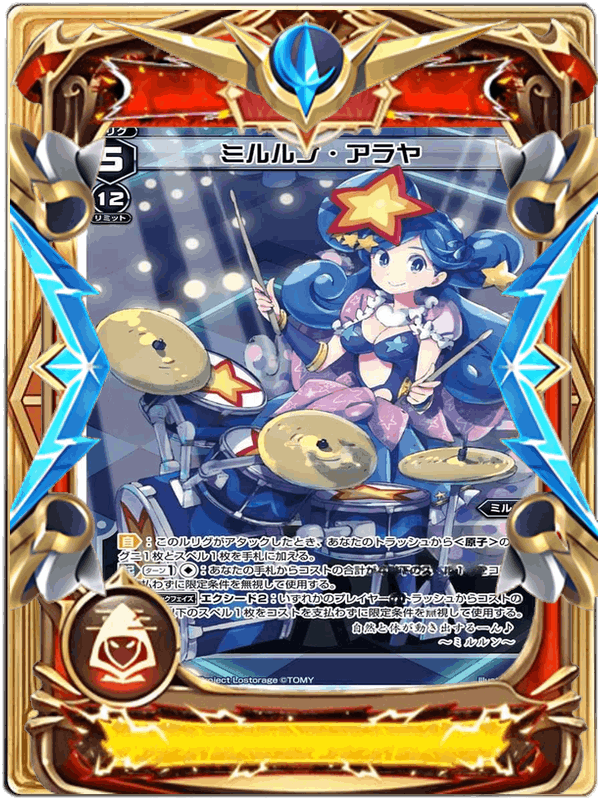 リグ
5
ミルルン・アラヤ
12
リミット
ミル
自：このルリグがアタックしたとき、あなたのトラッシュから<原子>の
グニ1枚とスペル1枚を手札に加える。
ターン1 ：あなたの手札からコストの合計が
払わずに限定条件を無視して使用する。
クフェイズ エクシード2：いずれかのプレイヤーのトラッシュからコストの
下のスペル1枚をコストを支払わずに限定条件を無視して使用する。
自然と体が動き出するーん♪
～ミルルン～
roject Lostorage ©TOMY
Illust